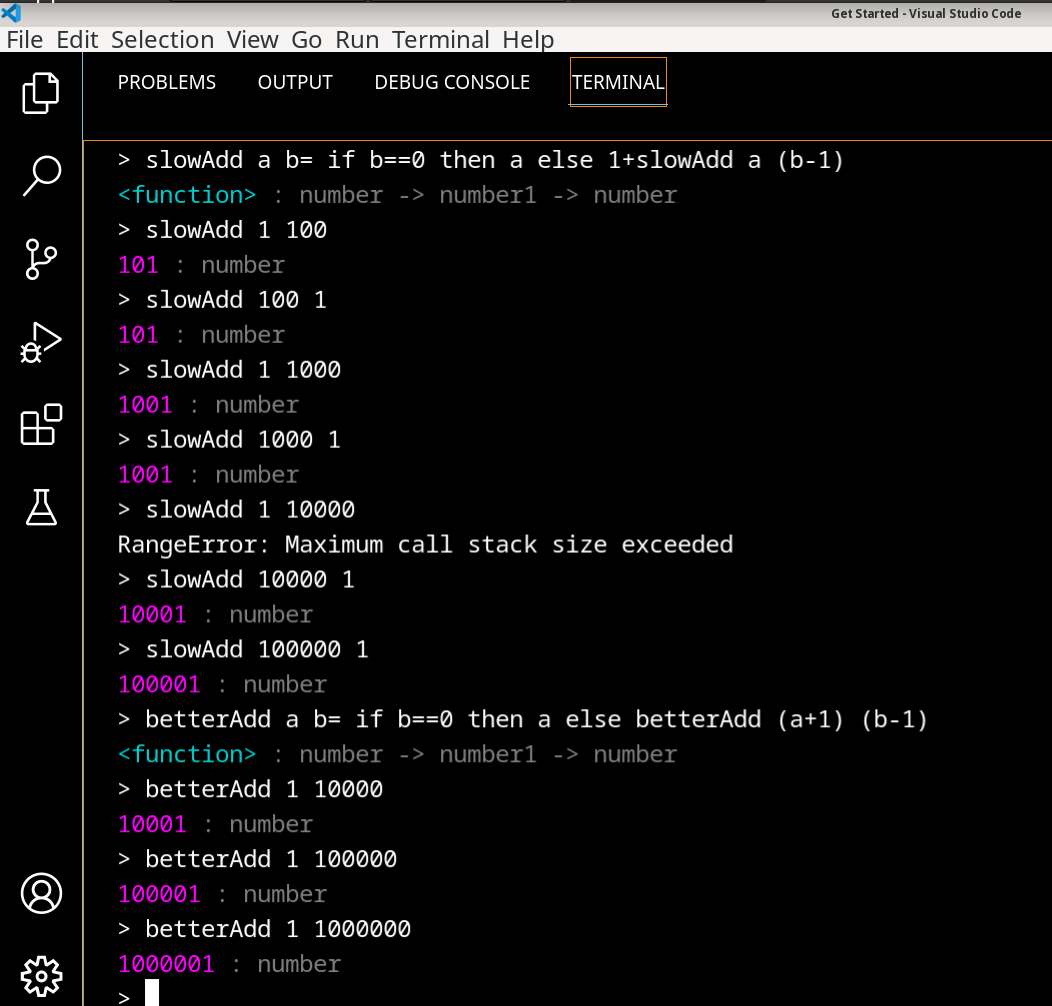 Get Started - Visual Studio Code
File Edit Selection View Go Run Terminal Help
PROBLEMS OUTPUT DEBUG CONSOLE TERMINAL
> slowAdd a b= if b==0 then a else 1+slowAdd a (b-1)
<function> : number -> number1 -> number
> slowAdd 1 100
101 : number
> slowAdd 100 1
101 : number
> slowAdd 1 1000
1001 : number
> slowAdd 1000 1
1001 : number
> slowAdd 1 10000
RangeError: Maximum call stack size exceeded
> slowAdd 10000 1
10001 : number
> slowAdd 100000 1
100001 : number
> betterAdd a b= if b==0 then a else betterAdd (a+1) (b-1)
<function> : number -> number1 -> number
> betterAdd 1 10000
10001 : number
> betterAdd 1 100000
100001 : number
> betterAdd 1 1000000
1000001 : number
>